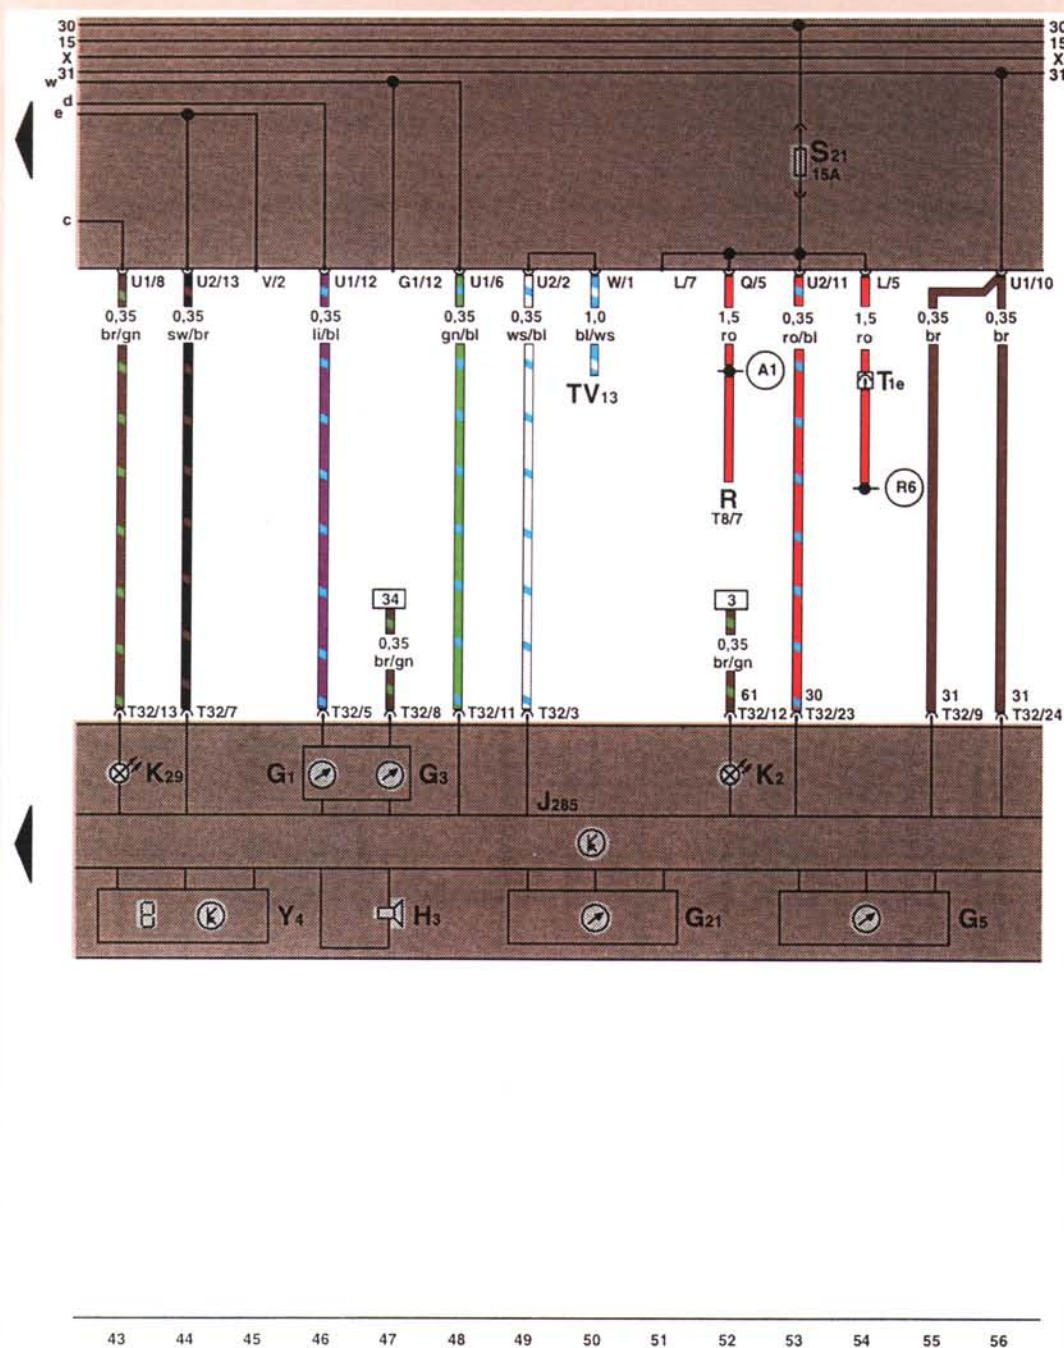 30 30
15 15
X X
31 31
w
d
e
S21
15A
c
U1/8 U2/13 V/2 U1/12 G1/12 U1/6 U2/2 W/1 L/7 Q/5 U2/11 L/5 U1/10
0,35 0,35 0,35 0,35 0,35 1,0 1,5 0,35 1,5 0,35 0,35
br/gn sw/br li/bl gn/bl ws/bl bl/ws ro ro/bl ro br br
A1 T1e
TV13
R R6
T8/7
34 3
0,35 0,35
br/gn br/gn
61 30 31 31
T32/13 T32/7 T32/5 T32/8 T32/11 T32/3 T32/12 T32/23 T32/9 T32/24
K29 G1 G3 K2
J285
Y4 H3 G21 G5
43 44 45 46 47 48 49 50 51 52 53 54 55 56